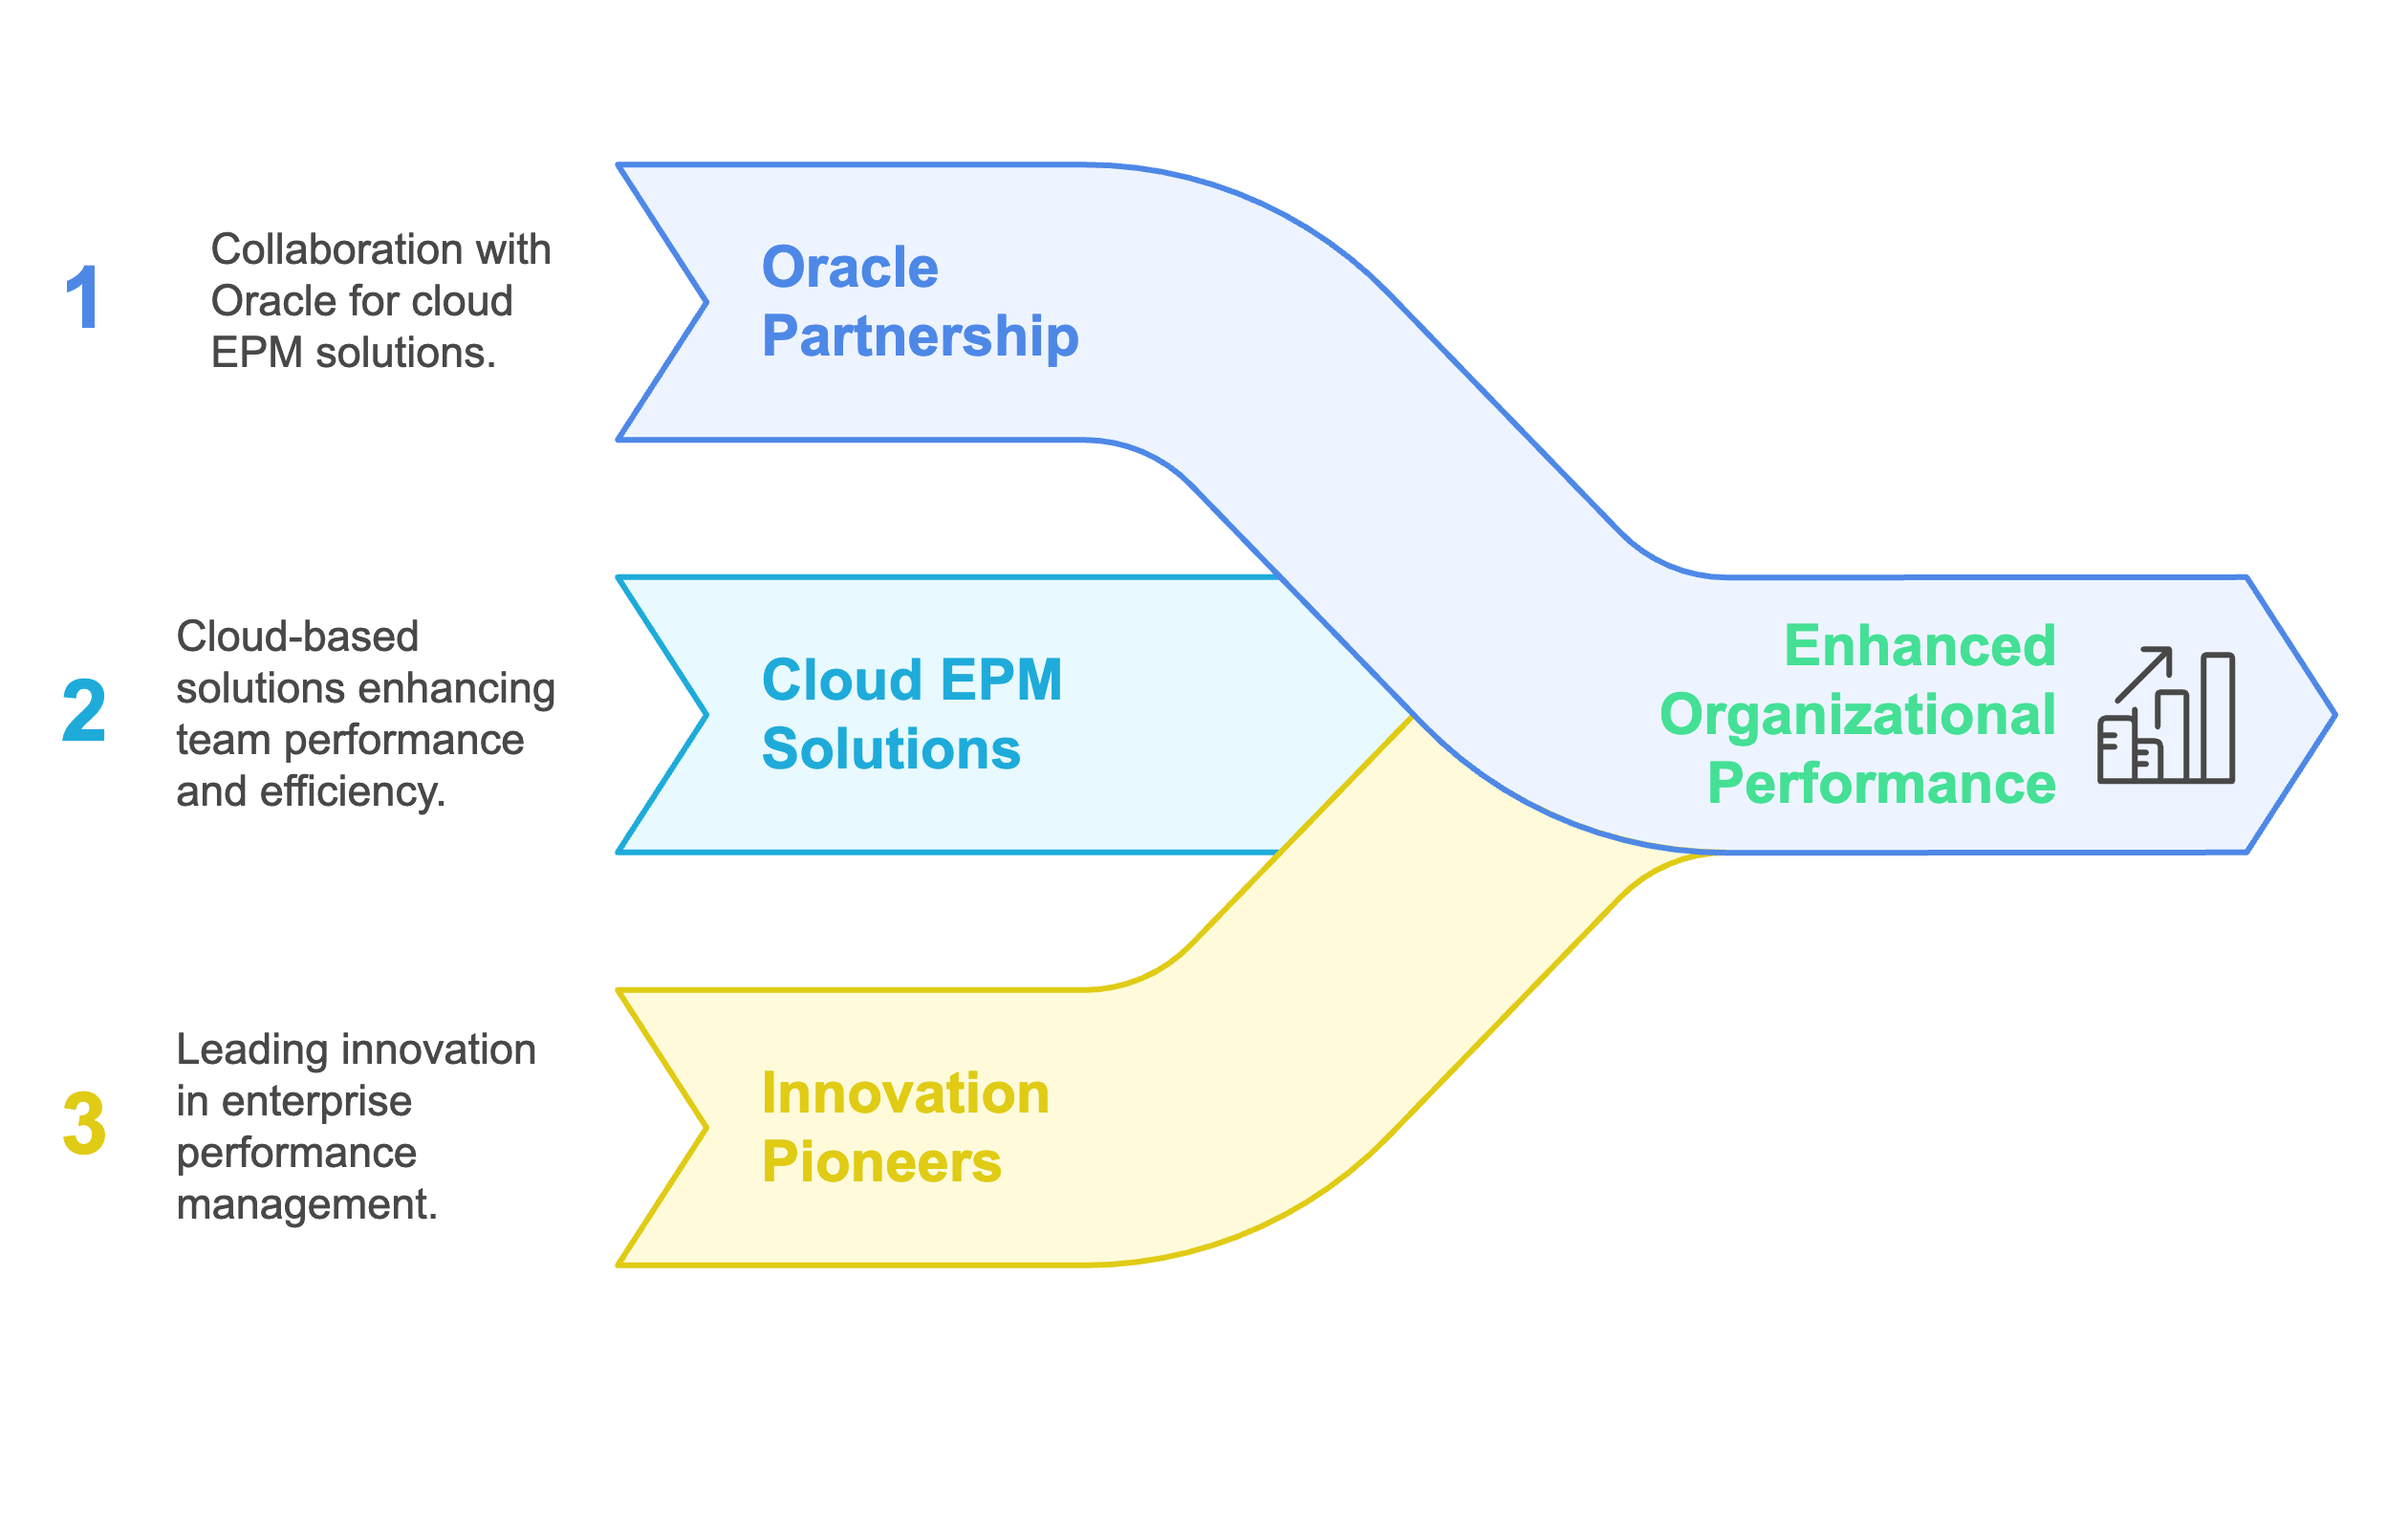 1
Collaboration with
Oracle for cloud
EPM solutions.
Oracle
Partnership
2
Cloud-based
solutions enhancing
team performance
and efficiency.
Cloud EPM
Solutions
Enhanced
Organizational
Performance
3
Leading innovation
in enterprise
performance
management.
Innovation
Pioneers